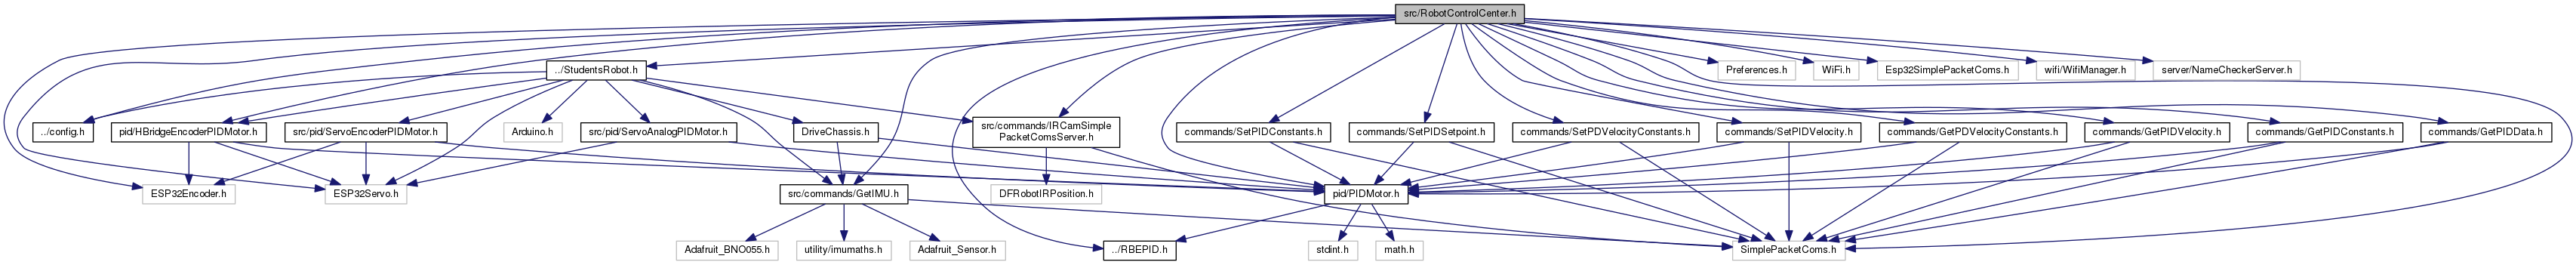 src/RobotControlCenter.h
../StudentsRobot.h
Preferences.h
WiFi.h
Esp32SimplePacketComs.h
wifi/WifiManager.h
server/NameCheckerServer.h
../config.h
pid/HBridgeEncoderPIDMotor.h
src/pid/ServoEncoderPIDMotor.h
Arduino.h
src/pid/ServoAnalogPIDMotor.h
DriveChassis.h
src/commands/IRCamSimple
PacketComsServer.h
commands/SetPIDConstants.h
commands/SetPIDSetpoint.h
commands/SetPDVelocityConstants.h
commands/SetPIDVelocity.h
commands/GetPDVelocityConstants.h
commands/GetPIDVelocity.h
commands/GetPIDConstants.h
commands/GetPIDData.h
ESP32Encoder.h
ESP32Servo.h
src/commands/GetIMU.h
DFRobotIRPosition.h
pid/PIDMotor.h
Adafruit_BNO055.h
utility/imumaths.h
Adafruit_Sensor.h
../RBEPID.h
stdint.h
math.h
SimplePacketComs.h